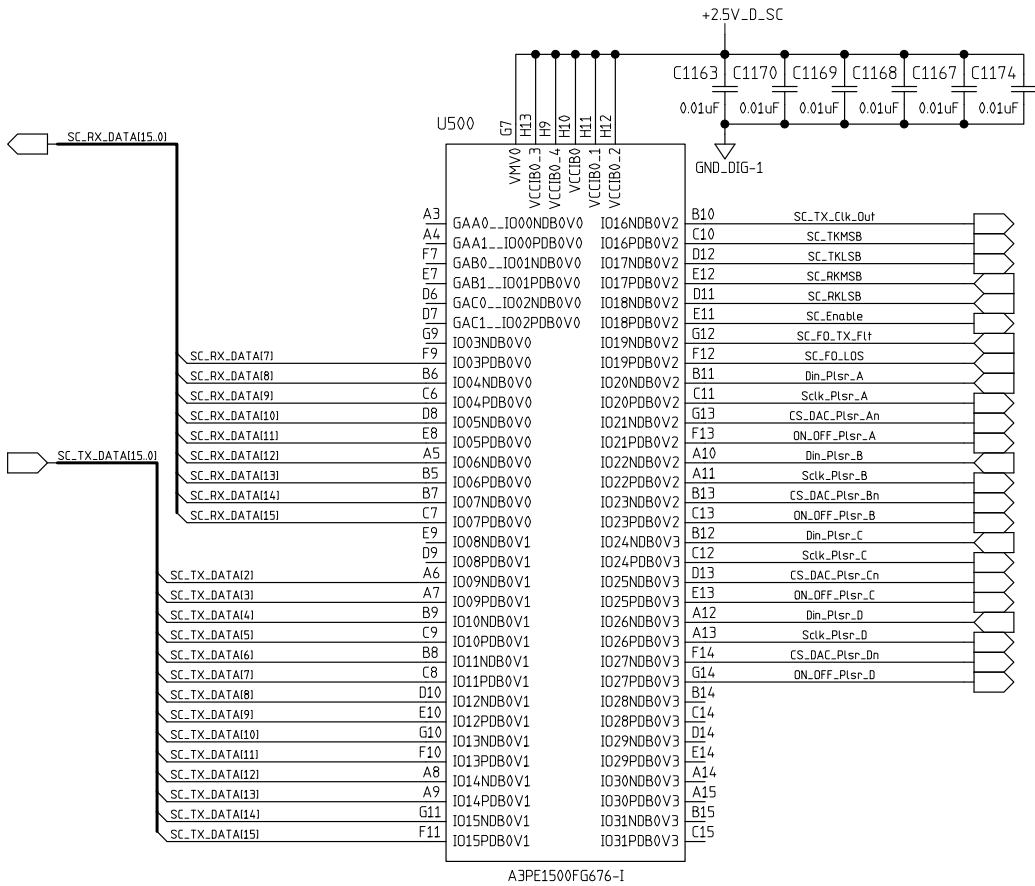 +2.5V_D_SC
C1163 C1170 C1169 C1168 C1167 C1174
0.01uF 0.01uF 0.01uF 0.01uF 0.01uF 0.01uF
GND_DIG-1
U500
G7 H13 H9 H10 H11 H12
VMV0 VCCIB0_3 VCCIB0_4 VCCIB0 VCCIB0_1 VCCIB0_2
SC_RX_DATA[15..0]
SC_TX_DATA[15..0]
A3 GAA0__IO00NDB0V0 IO16NDB0V2 B10 SC_TX_Clk_Out
A4 GAA1__IO00PDB0V0 IO16PDB0V2 C10 SC_TKMSB
F7 GAB0__IO01NDB0V0 IO17NDB0V2 D12 SC_TKLSB
E7 GAB1__IO01PDB0V0 IO17PDB0V2 E12 SC_RKMSB
D6 GAC0__IO02NDB0V0 IO18NDB0V2 D11 SC_RKLSB
D7 GAC1__IO02PDB0V0 IO18PDB0V2 E11 SC_Enable
G9 IO03NDB0V0 IO19NDB0V2 G12 SC_FO_TX_Flt
SC_RX_DATA[7] F9 IO03PDB0V0 IO19PDB0V2 F12 SC_FO_LOS
SC_RX_DATA[8] B6 IO04NDB0V0 IO20NDB0V2 B11 Din_Plsr_A
SC_RX_DATA[9] C6 IO04PDB0V0 IO20PDB0V2 C11 Sclk_Plsr_A
SC_RX_DATA[10] D8 IO05NDB0V0 IO21NDB0V2 G13 CS_DAC_Plsr_An
SC_RX_DATA[11] E8 IO05PDB0V0 IO21PDB0V2 F13 ON_OFF_Plsr_A
SC_RX_DATA[12] A5 IO06NDB0V0 IO22NDB0V2 A10 Din_Plsr_B
SC_RX_DATA[13] B5 IO06PDB0V0 IO22PDB0V2 A11 Sclk_Plsr_B
SC_RX_DATA[14] B7 IO07NDB0V0 IO23NDB0V2 B13 CS_DAC_Plsr_Bn
SC_RX_DATA[15] C7 IO07PDB0V0 IO23PDB0V2 C13 ON_OFF_Plsr_B
E9 IO08NDB0V1 IO24NDB0V3 B12 Din_Plsr_C
D9 IO08PDB0V1 IO24PDB0V3 C12 Sclk_Plsr_C
SC_TX_DATA[2] A6 IO09NDB0V1 IO25NDB0V3 D13 CS_DAC_Plsr_Cn
SC_TX_DATA[3] A7 IO09PDB0V1 IO25PDB0V3 E13 ON_OFF_Plsr_C
SC_TX_DATA[4] B9 IO10NDB0V1 IO26NDB0V3 A12 Din_Plsr_D
SC_TX_DATA[5] C9 IO10PDB0V1 IO26PDB0V3 A13 Sclk_Plsr_D
SC_TX_DATA[6] B8 IO11NDB0V1 IO27NDB0V3 F14 CS_DAC_Plsr_Dn
SC_TX_DATA[7] C8 IO11PDB0V1 IO27PDB0V3 G14 ON_OFF_Plsr_D
SC_TX_DATA[8] D10 IO12NDB0V1 IO28NDB0V3 B14
SC_TX_DATA[9] E10 IO12PDB0V1 IO28PDB0V3 C14
SC_TX_DATA[10] G10 IO13NDB0V1 IO29NDB0V3 D14
SC_TX_DATA[11] F10 IO13PDB0V1 IO29PDB0V3 E14
SC_TX_DATA[12] A8 IO14NDB0V1 IO30NDB0V3 A14
SC_TX_DATA[13] A9 IO14PDB0V1 IO30PDB0V3 A15
SC_TX_DATA[14] G11 IO15NDB0V1 IO31NDB0V3 B15
SC_TX_DATA[15] F11 IO15PDB0V1 IO31PDB0V3 C15
A3PE1500FG676-I